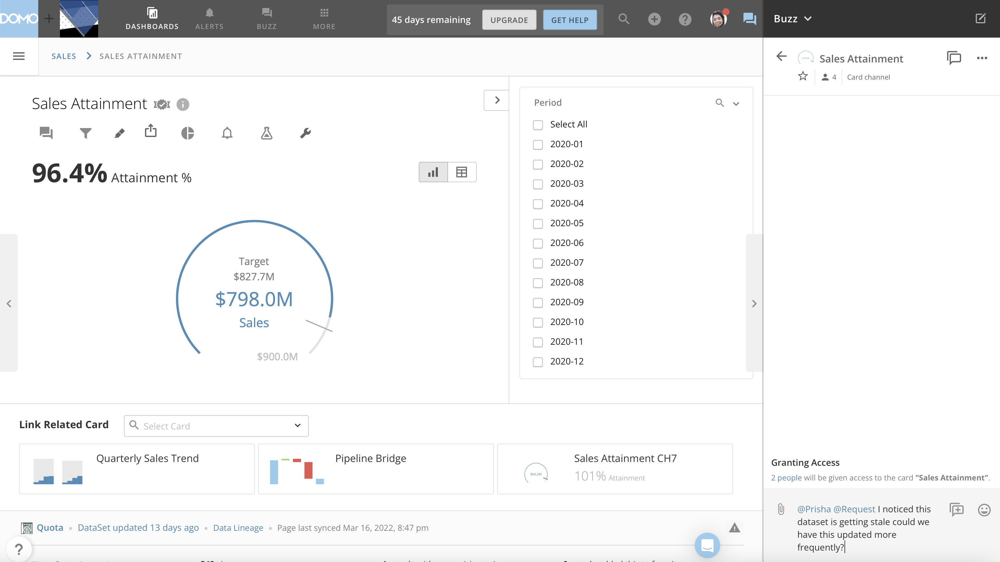 DOMO
DASHBOARDS
ALERTS
BUZZ
MORE
45 days remaining
UPGRADE
GET HELP
Buzz
SALES
SALES ATTAINMENT
Sales Attainment
4
Card channel
Sales Attainment
96.4% Attainment %
Target
$827.7M
$798.0M
Sales
$900.0M
Period
Select All
2020-01
2020-02
2020-03
2020-04
2020-05
2020-06
2020-07
2020-08
2020-09
2020-10
2020-11
2020-12
Link Related Card
Select Card
Quarterly Sales Trend
Pipeline Bridge
Sales Attainment CH7
$84.0M
101% Attainment
Quota
DataSet updated 13 days ago
Data Lineage
Page last synced Mar 16, 2022, 8:47 pm
Granting Access
2 people will be given access to the card "Sales Attainment".
@Prisha @Request I noticed this
dataset is getting stale could we
have this updated more
frequently?